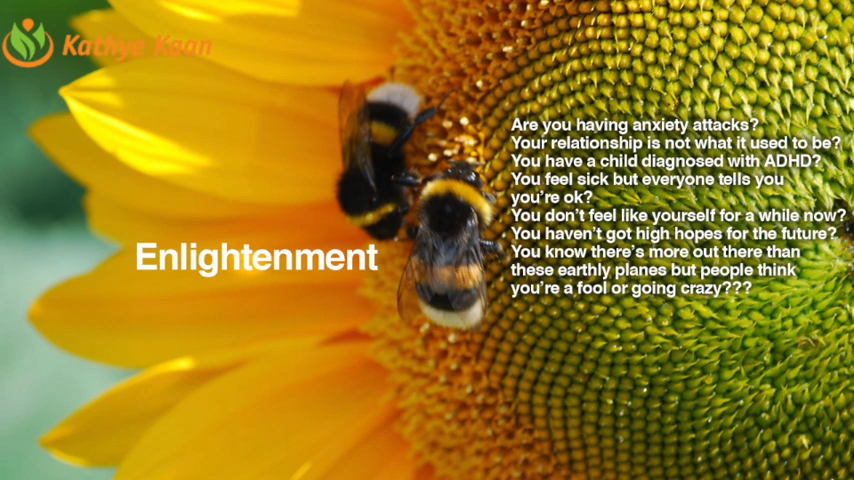 Kathye Kaan
Enlightenment
Are you having anxiety attacks?
Your relationship is not what it used to be?
You have a child diagnosed with ADHD?
You feel sick but everyone tells you
you're ok?
You don't feel like yourself for a while now?
You haven't got high hopes for the future?
You know there's more out there than
these earthly planes but people think
you're a fool or going crazy???